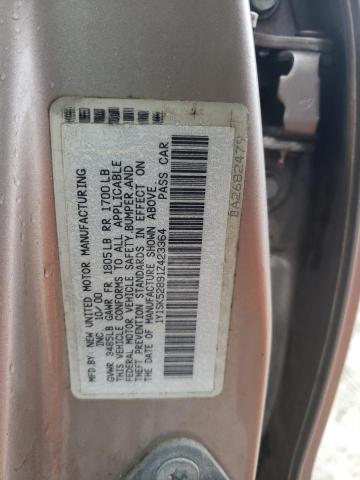 MFD.BY NEW UNITED MOTOR MANUFACTURING
INC. 10/00
GVWR 3485LB GAWR FR 1805LB RR 1700LB
THIS VEHICLE CONFORMS TO ALL APPLICABLE
FEDERAL MOTOR VEHICLE SAFETY,BUMPER,AND
THEFT PREVENTION STANDARDS IN EFFECT ON
THE DATE OF MANUFACTURE SHOWN ABOVE.
1Y1SK52891Z423364 PASS CAR
BA2682479